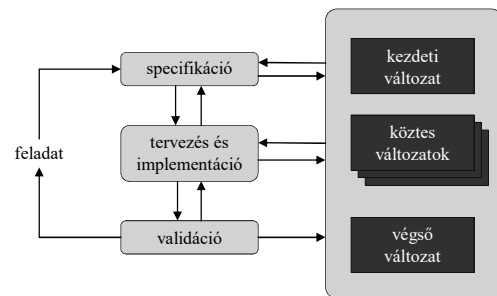 specifikáció
kezdeti
változat
feladat
tervezés és
implementáció
köztes
változatok
validáció
végső
változat